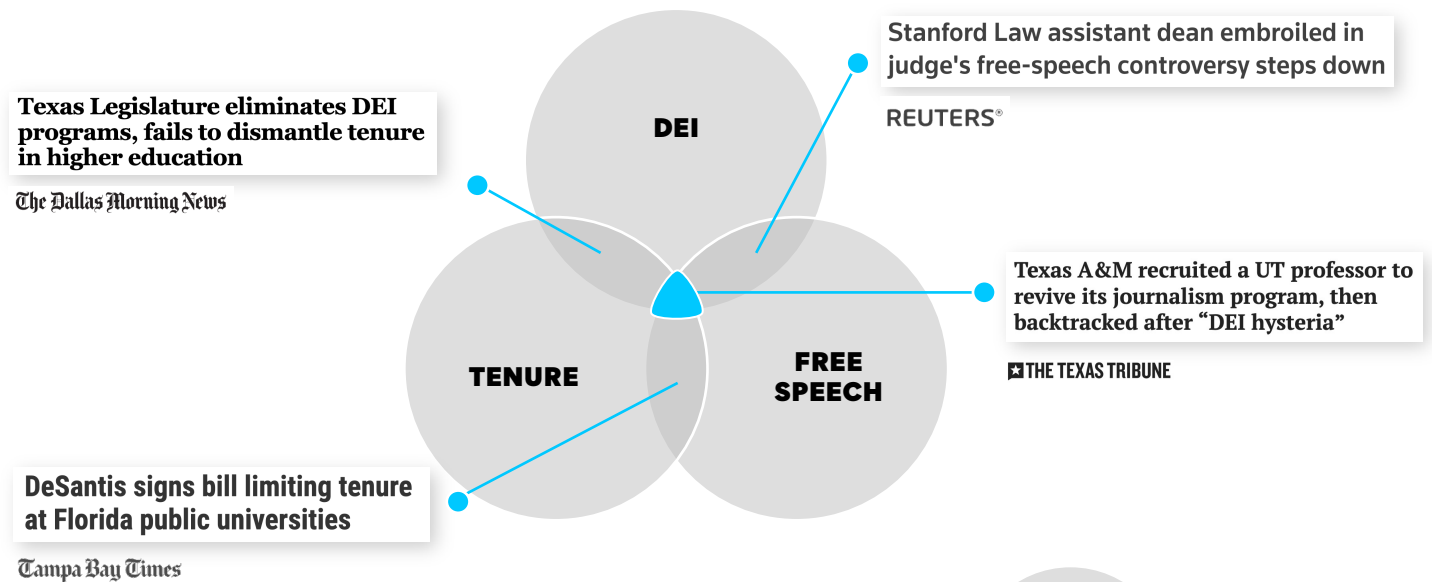 Stanford Law assistant dean embroiled in
judge's free-speech controversy steps down
REUTERS®
Texas Legislature eliminates DEI
programs, fails to dismantle tenure
in higher education
The Dallas Morning News
DEI
Texas A&M recruited a UT professor to
revive its journalism program, then
backtracked after “DEI hysteria”
THE TEXAS TRIBUNE
TENURE
FREE
SPEECH
DeSantis signs bill limiting tenure
at Florida public universities
Tampa Bay Times